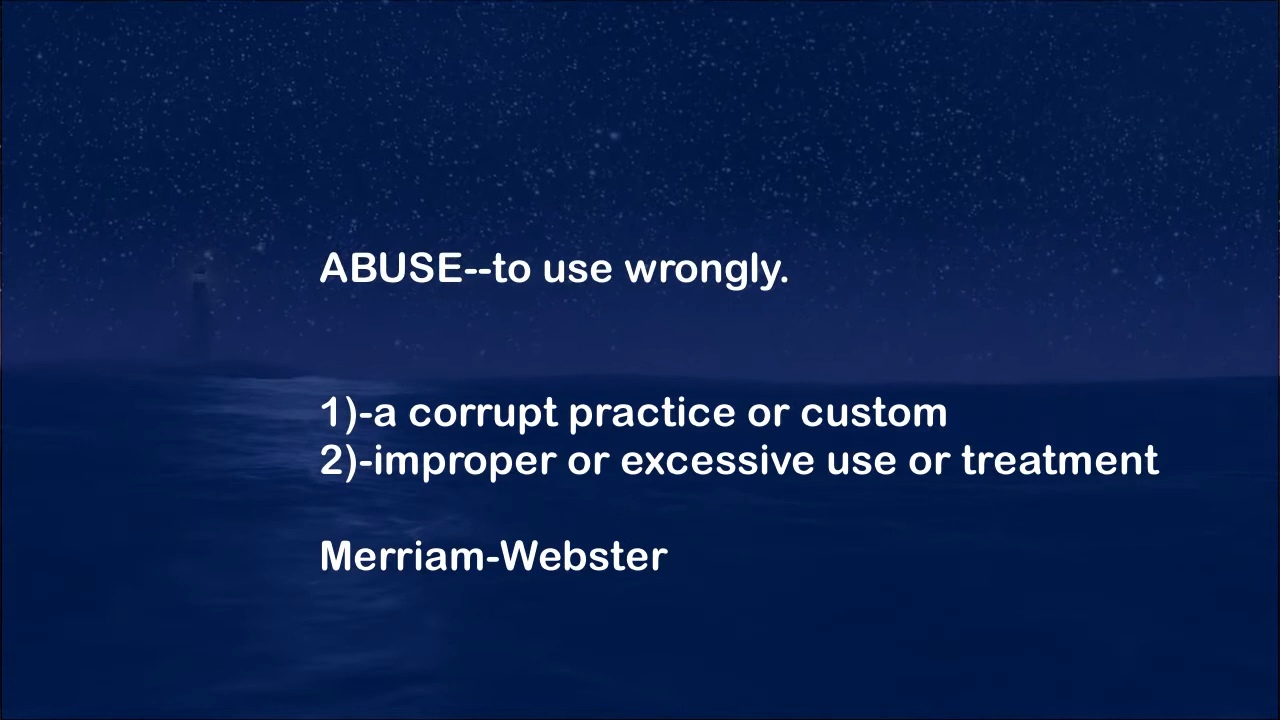 ABUSE--to use wrongly.
1)-a corrupt practice or custom
2)-improper or excessive use or treatment
Merriam-Webster